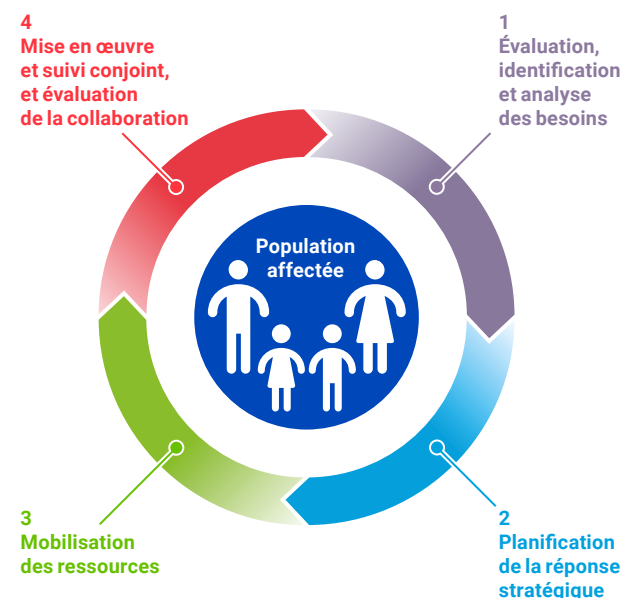 4
Mise en œuvre
et suivi conjoint,
et évaluation
de la collaboration
1
Évaluation,
identification
et analyse
des besoins
Population
affectée
3
Mobilisation
des ressources
2
Planification
de la réponse
stratégique